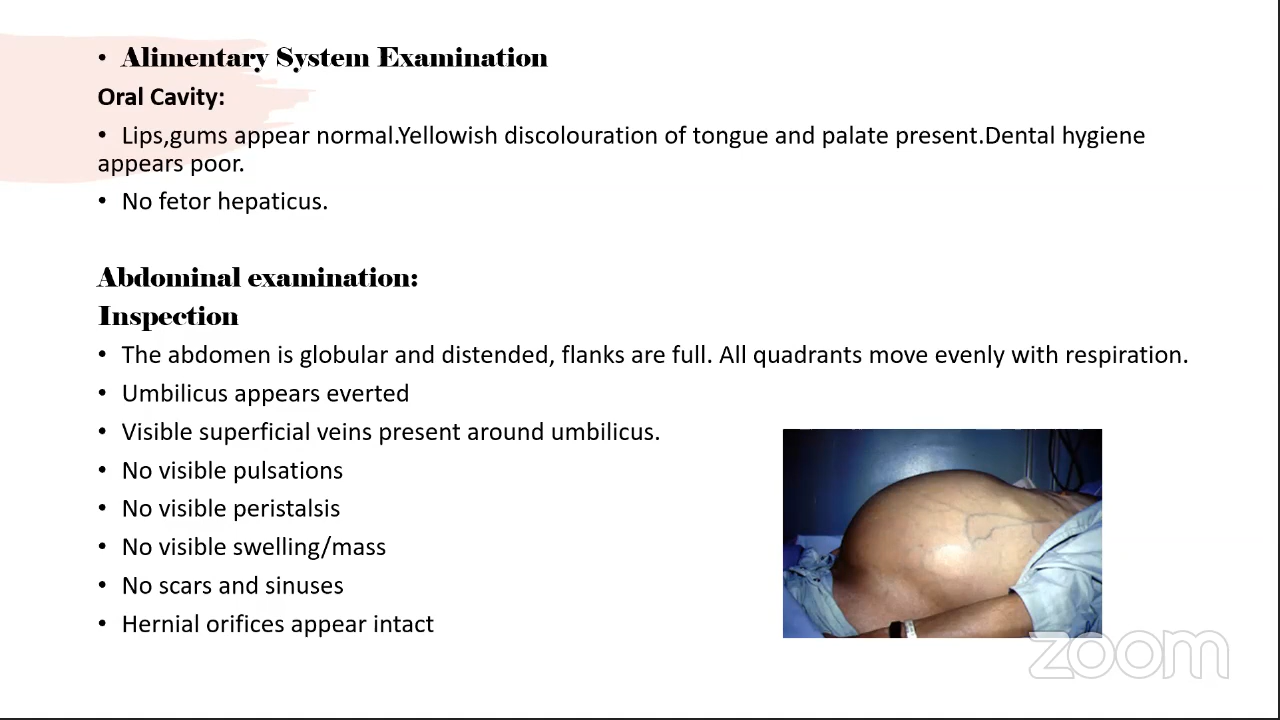 • Alimentary System Examination
Oral Cavity:
• Lips,gums appear normal.Yellowish discolouration of tongue and palate present.Dental hygiene
appears poor.
• No fetor hepaticus.
Abdominal examination:
Inspection
• The abdomen is globular and distended, flanks are full. All quadrants move evenly with respiration.
• Umbilicus appears everted
• Visible superficial veins present around umbilicus.
• No visible pulsations
• No visible peristalsis
• No visible swelling/mass
• No scars and sinuses
• Hernial orifices appear intact
zoom